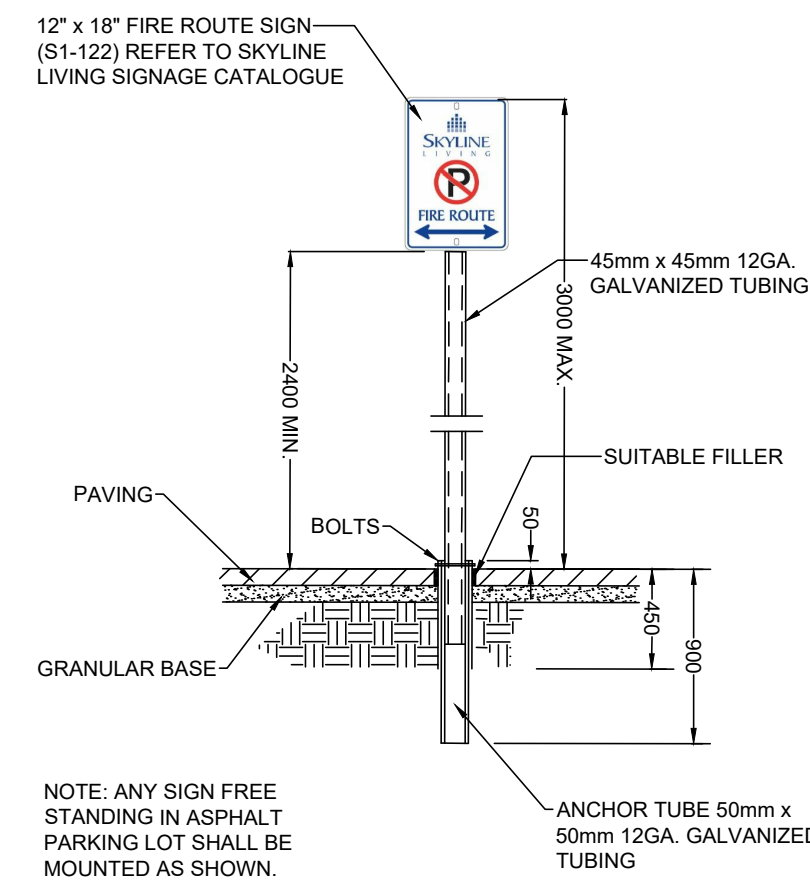 12" x 18" FIRE ROUTE SIGN
(S1-122) REFER TO SKYLINE
LIVING SIGNAGE CATALOGUE
SKYLINE
LIVING
P
FIRE ROUTE
45mm x 45mm 12GA.
GALVANIZED TUBING
3000 MAX.
2400 MIN.
SUITABLE FILLER
PAVING
BOLTS
50
450
900
GRANULAR BASE
NOTE: ANY SIGN FREE
STANDING IN ASPHALT
PARKING LOT SHALL BE
MOUNTED AS SHOWN.
ANCHOR TUBE 50mm x
50mm 12GA. GALVANIZED
TUBING